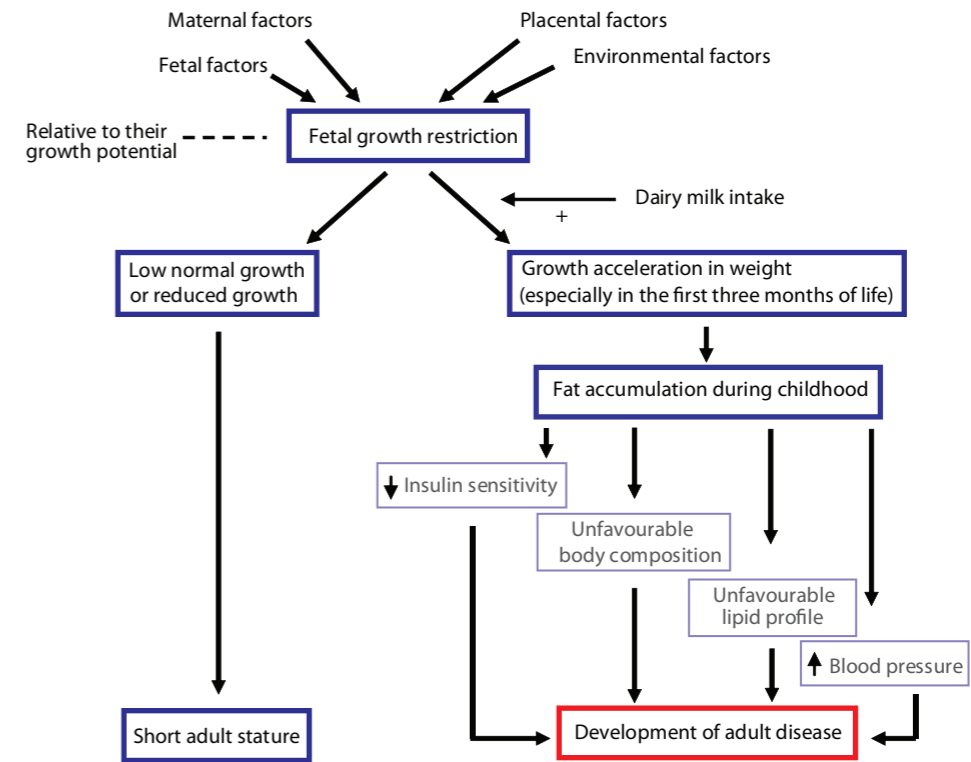 Maternal factors
Placental factors
Fetal factors
Environmental factors
Relative to their
growth potential
Fetal growth restriction
Dairy milk intake
+
Low normal growth
or reduced growth
Growth acceleration in weight
(especially in the first three months of life)
Fat accumulation during childhood
Insulin sensitivity
Unfavourable
body composition
Unfavourable
lipid profile
Blood pressure
Short adult stature
Development of adult disease